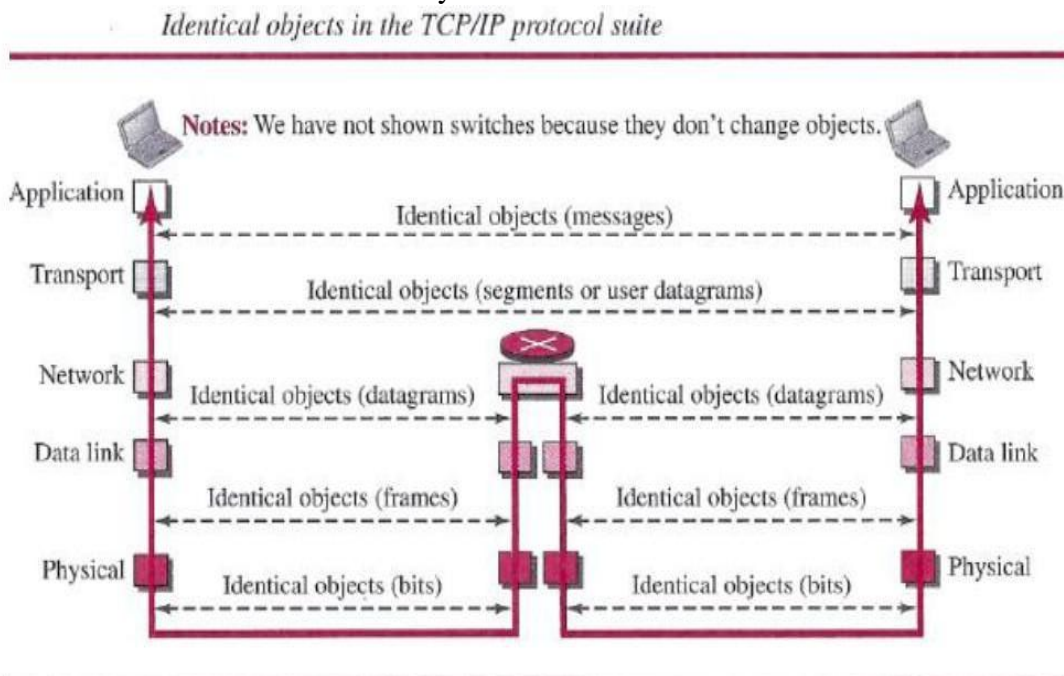 Identical objects in the TCP/IP protocol suite
Notes: We have not shown switches because they don't change objects.
Application
Application
Identical objects (messages)
Transport
Transport
Identical objects (segments or user datagrams)
Network
Network
Identical objects (datagrams)
Identical objects (datagrams)
Data link
Data link
Identical objects (frames)
Identical objects (frames)
Physical
Physical
Identical objects (bits)
Identical objects (bits)